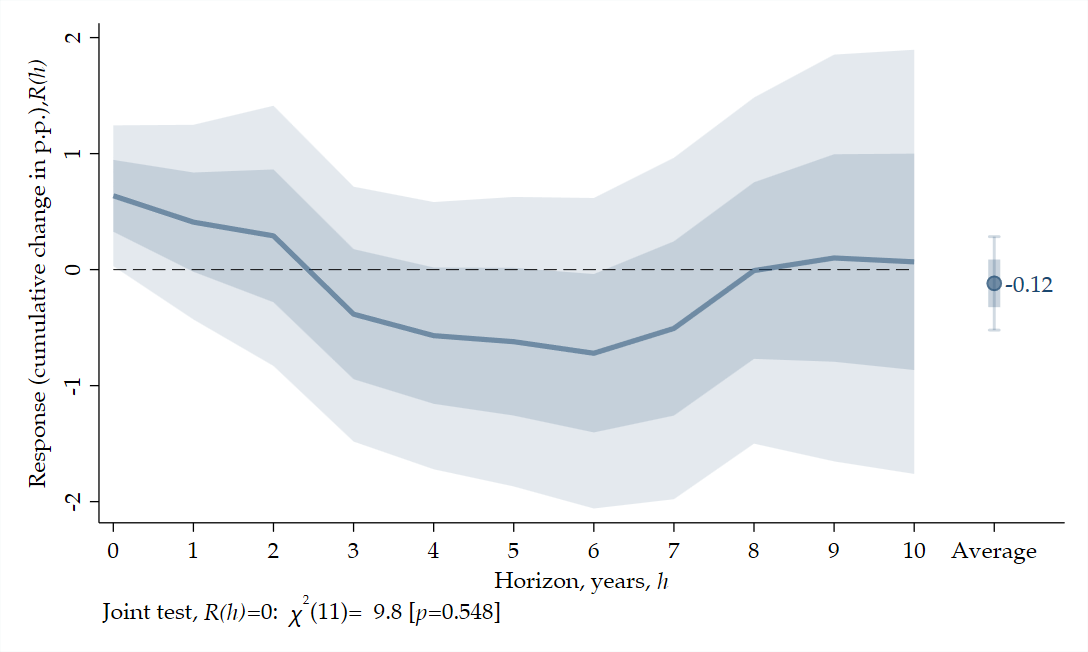 Response (cumulative change in p.p.),R(h)
2
1
0
-1
-2
-0.12
0 1 2 3 4 5 6 7 8 9 10 Average
Horizon, years, h
Joint test, R(h)=0: χ²(11)= 9.8 [p=0.548]